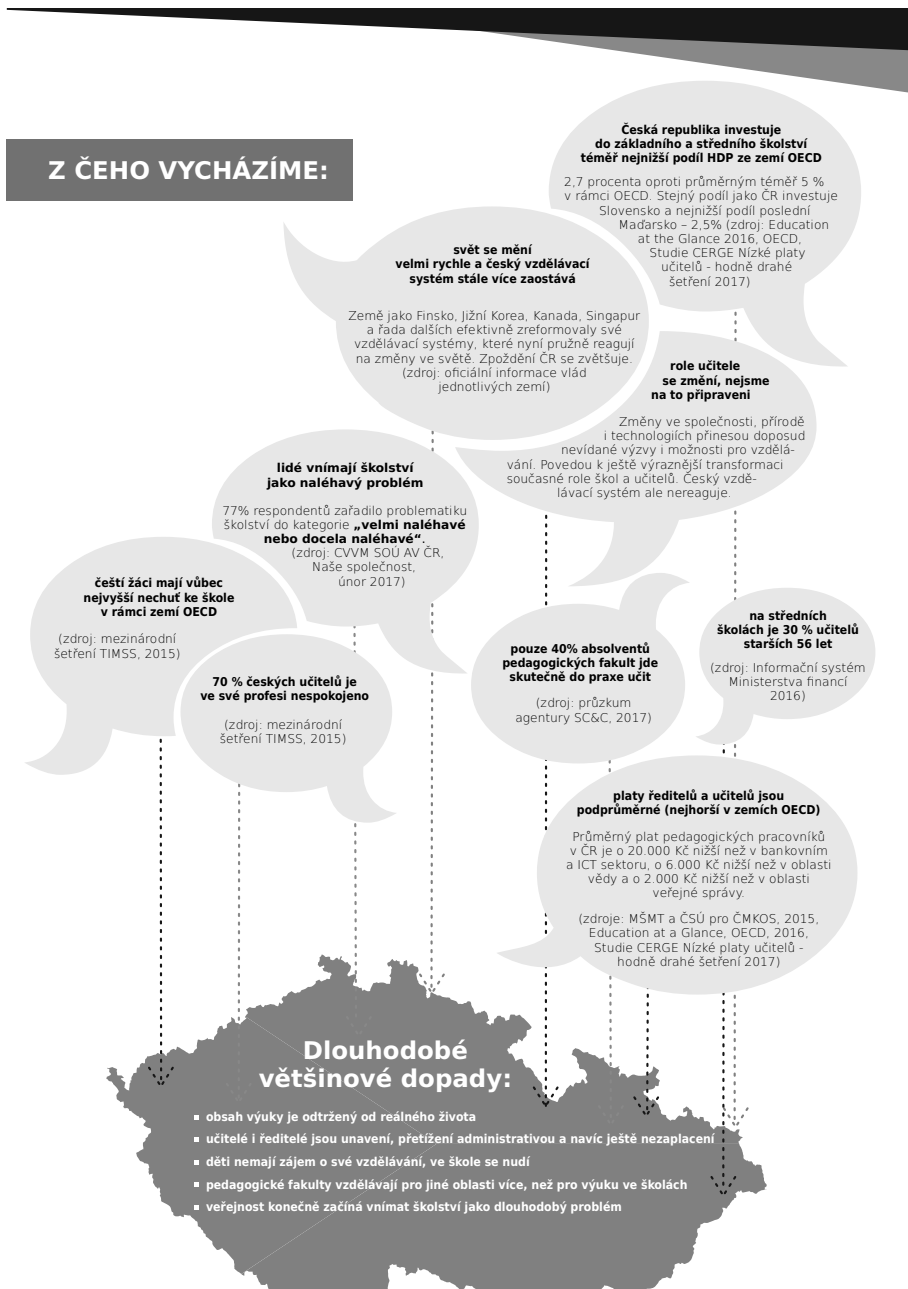 Z ČEHO VYCHÁZÍME:
Česká republika investuje
do základního a středního školství
téměř nejnižší podíl HDP ze zemí OECD
2,7 procenta oproti průměrným téměř 5 %
v rámci OECD. Stejný podíl jako ČR investuje
Slovensko a nejnižší podíl poslední
Maďarsko – 2,5% (zdroj: Education
at the Glance 2016, OECD,
Studie CERGE Nízké platy
učitelů - hodně drahé
šetření 2017)
svět se mění
velmi rychle a český vzdělávací
systém stále více zaostává
Země jako Finsko, Jižní Korea, Kanada, Singapur
a řada dalších efektivně zreformovaly své
vzdělávací systémy, které nyní pružně reagují
na změny ve světě. Zpoždění ČR se zvětšuje.
(zdroj: oficiální informace vlád
jednotlivých zemí)
role učitele
se změní, nejsme
na to připraveni
Změny ve společnosti, přírodě
i technologiích přinesou doposud
nevídané výzvy i možnosti pro vzdělá-
vání. Povedou k ještě výraznější transformaci
současné role škol a učitelů. Český vzdě-
lávací systém ale nereaguje.
lidé vnímají školství
jako naléhavý problém
77% respondentů zařadilo problematiku
školství do kategorie „velmi naléhavé
nebo docela naléhavé“.
(zdroj: CVVM SOÚ AV ČR,
Naše společnost,
únor 2017)
čeští žáci mají vůbec
nejvyšší nechuť ke škole
v rámci zemí OECD
(zdroj: mezinárodní
šetření TIMSS, 2015)
70 % českých učitelů je
ve své profesi nespokojeno
(zdroj: mezinárodní
šetření TIMSS, 2015)
pouze 40% absolventů
pedagogických fakult jde
skutečně do praxe učit
(zdroj: průzkum
agentury SC&C, 2017)
na středních
školách je 30 % učitelů
starších 56 let
(zdroj: Informační systém
Ministerstva financí
2016)
platy ředitelů a učitelů jsou
podprůměrné (nejhorší v zemích OECD)
Průměrný plat pedagogických pracovníků
v ČR je o 20.000 Kč nižší než v bankovním
a ICT sektoru, o 6.000 Kč nižší než v oblasti
vědy a o 2.000 Kč nižší než v oblasti
veřejné správy.
(zdroje: MŠMT a ČSÚ pro ČMKOS, 2015,
Education at a Glance, OECD, 2016,
Studie CERGE Nízké platy učitelů -
hodně drahé šetření 2017)
Dlouhodobé
většinové dopady:
▪ obsah výuky je odtržený od reálného života
▪ učitelé i ředitelé jsou unavení, přetížení administrativou a navíc ještě nezaplacení
▪ děti nemají zájem o své vzdělávání, ve škole se nudí
▪ pedagogické fakulty vzdělávají pro jiné oblasti více, než pro výuku ve školách
▪ veřejnost konečně začíná vnímat školství jako dlouhodobý problém